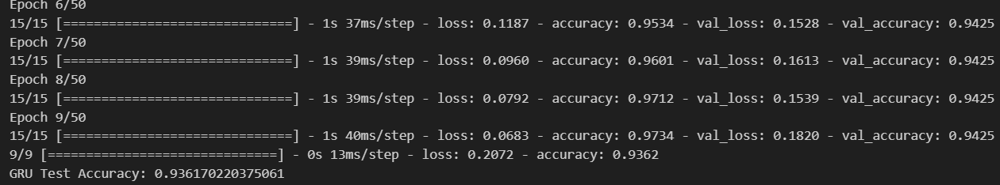 Epoch 6/50
15/15 [==============================] - 1s 37ms/step - loss: 0.1187 - accuracy: 0.9534 - val_loss: 0.1528 - val_accuracy: 0.9425
Epoch 7/50
15/15 [==============================] - 1s 39ms/step - loss: 0.0960 - accuracy: 0.9601 - val_loss: 0.1613 - val_accuracy: 0.9425
Epoch 8/50
15/15 [==============================] - 1s 39ms/step - loss: 0.0792 - accuracy: 0.9712 - val_loss: 0.1539 - val_accuracy: 0.9425
Epoch 9/50
15/15 [==============================] - 1s 40ms/step - loss: 0.0683 - accuracy: 0.9734 - val_loss: 0.1820 - val_accuracy: 0.9425
9/9 [==============================] - 0s 13ms/step - loss: 0.2072 - accuracy: 0.9362
GRU Test Accuracy: 0.936170220375061